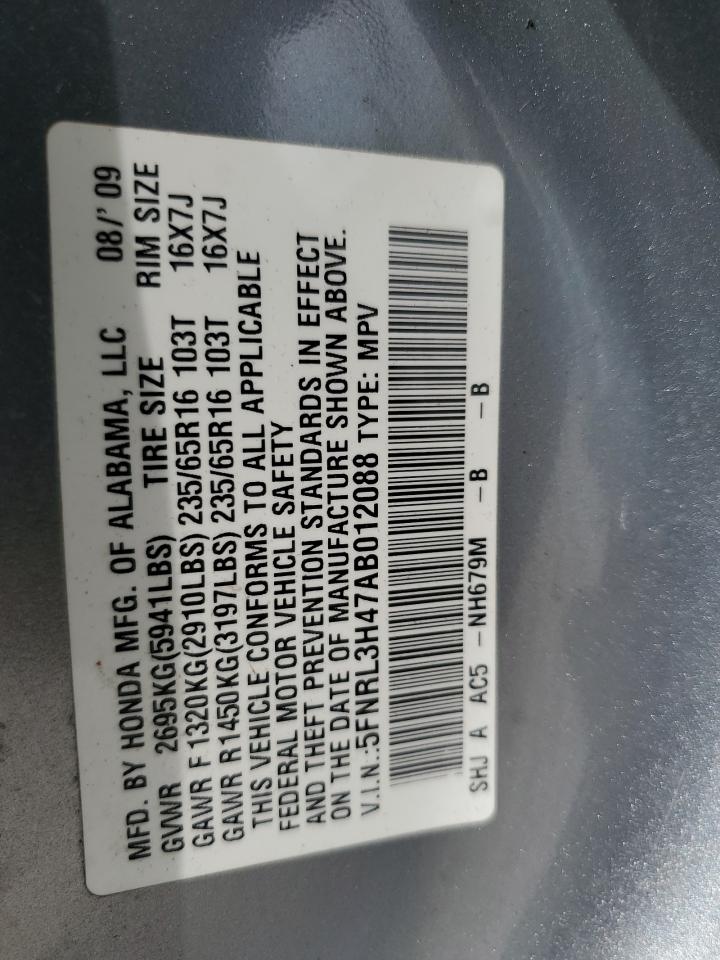 MFD. BY HONDA MFG. OF ALABAMA, LLC 08/' 09
GVWR 2695KG(5941LBS) TIRE SIZE RIM SIZE
GAWR F 1320KG(2910LBS) 235/65R16 103T 16X7J
GAWR R1450KG(3197LBS) 235/65R16 103T 16X7J
THIS VEHICLE CONFORMS TO ALL APPLICABLE
FEDERAL MOTOR VEHICLE SAFETY
AND THEFT PREVENTION STANDARDS IN EFFECT
ON THE DATE OF MANUFACTURE SHOWN ABOVE.
V.I.N.:5FNRL3H47AB012088 TYPE: MPV
SHJ A AC5 -NH679M -B -B